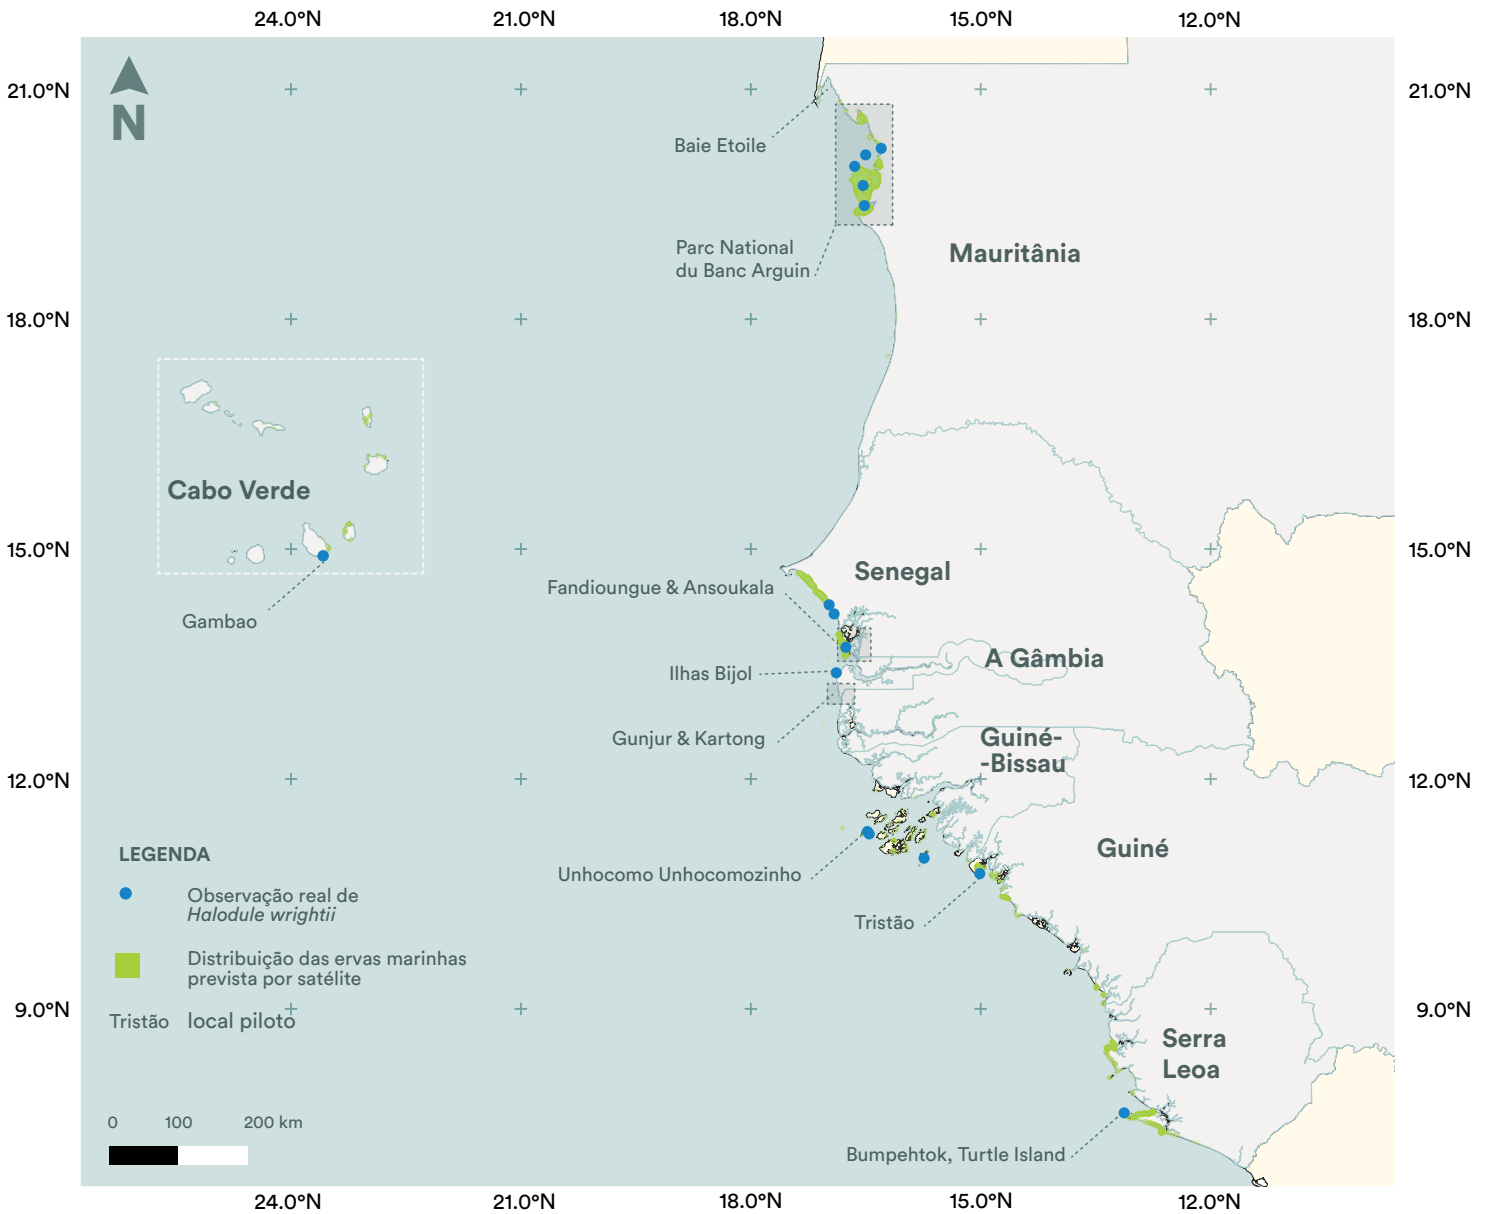 24.0°N
21.0°N
18.0°N
15.0°N
12.0°N
21.0°N
21.0°N
N
Baie Etoile
Parc National
du Banc Arguin
Mauritânia
18.0°N
18.0°N
Cabo Verde
15.0°N
15.0°N
Senegal
Fandioungue & Ansoukala
Gambao
A Gâmbia
Ilhas Bijol
Gunjur & Kartong
Guiné-
-Bissau
12.0°N
12.0°N
Guiné
LEGENDA
Unhocomo Unhocomozinho
Observação real de
Halodule wrightii
Tristão
Distribuição das ervas marinhas
prevista por satélite
9.0°N
9.0°N
Tristão local piloto
Serra
Leoa
0 100 200 km
Bumpehtok, Turtle Island
24.0°N
21.0°N
18.0°N
15.0°N
12.0°N